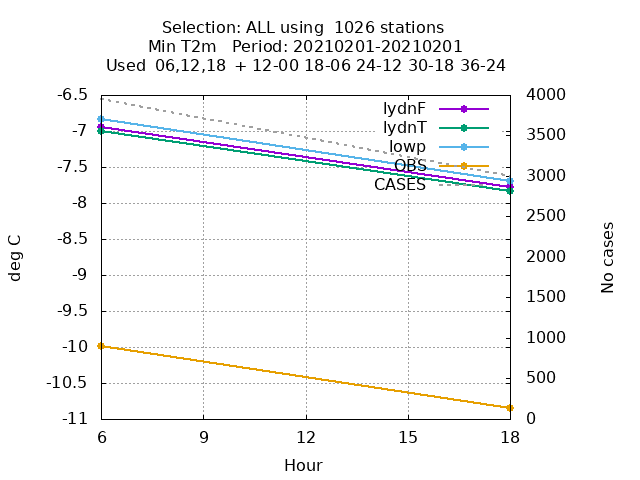 Selection: ALL using  1026 stations
Min T2m   Period: 20210201-20210201
Used  06,12,18  + 12-00 18-06 24-12 30-18 36-24
-6.5
-7
-7.5
-8
-8.5
-9
-9.5
-10
-10.5
-11
deg C
4000
3500
3000
2500
2000
1500
1000
500
0
No cases
lydnF
lydnT
lowp
OBS
CASES
6 9 12 15 18
Hour